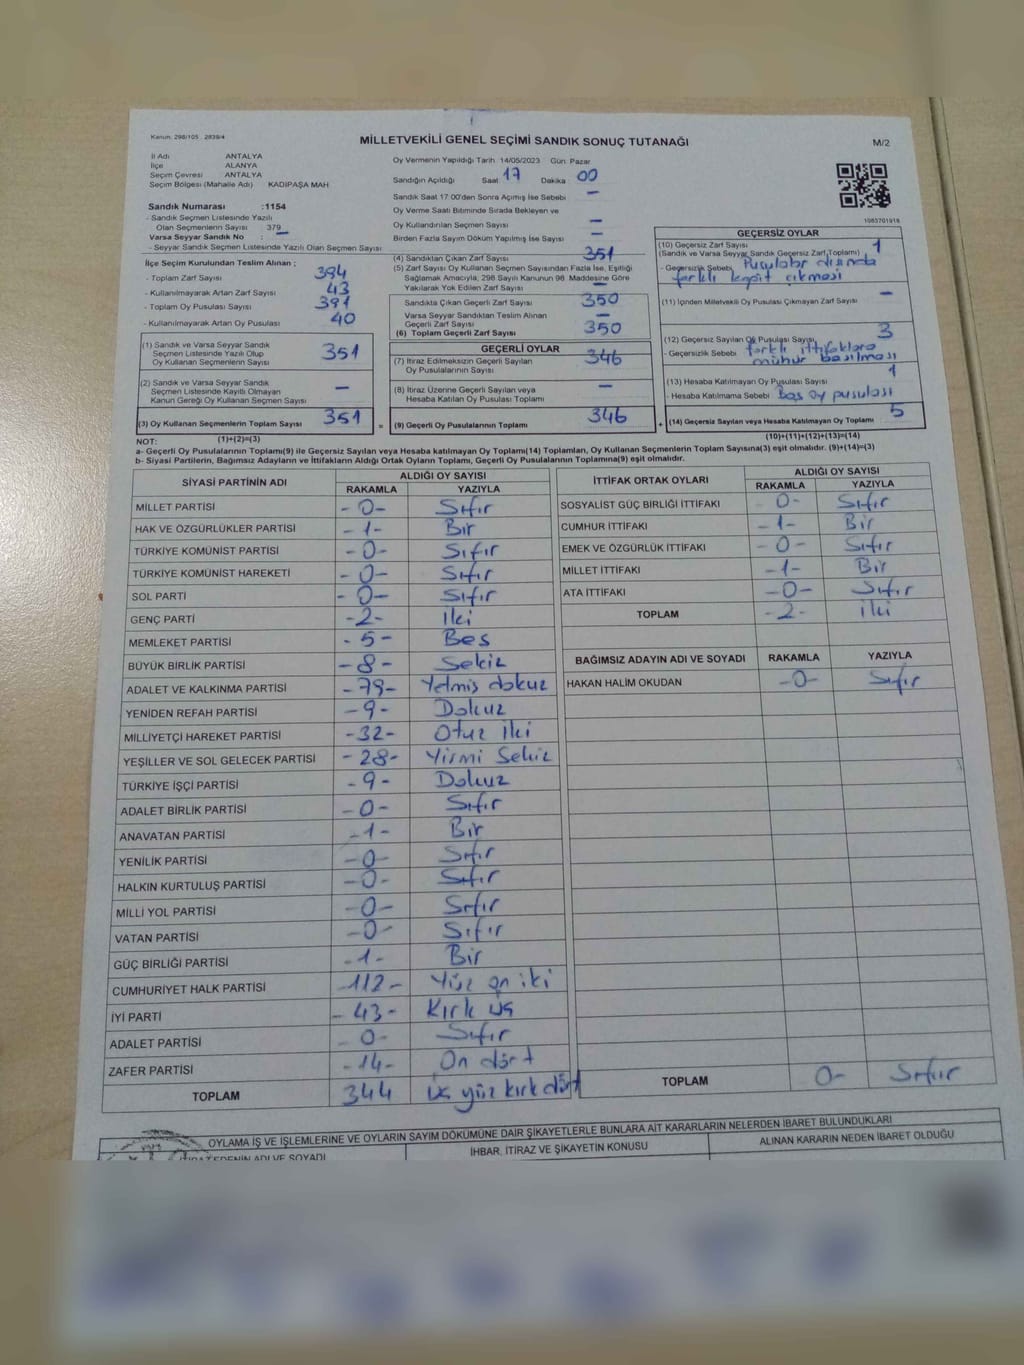 Kanun: 298/105 2839/4
MİLLETVEKİLİ GENEL SEÇİMİ SANDIK SONUÇ TUTANAĞI
M/2
İl Adı ANTALYA
İlçe ALANYA
Seçim Çevresi ANTALYA
Seçim Bölgesi (Mahalle Adı) KADIPAŞA MAH
Sandık Numarası :1154
- Sandık Seçmen Listesinde Yazılı
Olan Seçmenlerin Sayısı 379
Varsa Seyyar Sandık No : —
- Seyyar Sandık Seçmen Listesinde Yazılı Olan Seçmen Sayısı
İlçe Seçim Kurulundan Teslim Alınan ;
- Toplam Zarf Sayısı 394
- Kullanılmayarak Artan Zarf Sayısı 43
- Toplam Oy Pusulası Sayısı 391
- Kullanılmayarak Artan Oy Pusulası 40
(1) Sandık ve Varsa Seyyar Sandık
Seçmen Listesinde Yazılı Olup
Oy Kullanan Seçmen Sayısı 351
(2) Sandık ve Varsa Seyyar Sandık
Seçmen Listesinde Kayıtlı Olmayan
Kanun Gereği Oy Kullanan Seçmen Sayısı —
(3) Oy Kullanan Seçmenlerin Toplam Sayısı 351
Oy Vermenin Yapıldığı Tarih: 14/05/2023 Gün: Pazar
Sandığın Açıldığı Saat 17 Dakika : 00
Sandık Saat 17.00'den Sonra Açılmış İse Sebebi —
Oy Verme Saati Bitiminde Sırada Bekleyen ve
Oy Kullandırılan Seçmen Sayısı —
Birden Fazla Sayım Döküm Yapılmış İse Sayısı —
(4) Sandıktan Çıkan Zarf Sayısı 351
(5) Zarf Sayısı Oy Kullanan Seçmen Sayısından Fazla İse, Eşitliği
Sağlamak Amacıyla, 298 Sayılı Kanunun 98. Maddesine Göre
Yakılarak Yok Edilen Zarf Sayısı —
Sandıkta Çıkan Geçerli Zarf Sayısı 350
Varsa Seyyar Sandıktan Teslim Alınan
Geçerli Zarf Sayısı —
(6) Toplam Geçerli Zarf Sayısı 350
GEÇERLİ OYLAR
(7) İtiraz Edilmeksizin Geçerli Sayılan
Oy Pusulalarının Sayısı 346
(8) İtiraz Üzerine Geçerli Sayılan veya
Hesaba Katılan Oy Pusulası Toplamı —
= (9) Geçerli Oy Pusulalarının Toplamı 346
1083701918
GEÇERSİZ OYLAR
(10) Geçersiz Zarf Sayısı 1
(Sandık ve Varsa Seyyar Sandık Geçersiz Zarf Toplamı)
- Geçersizlik Sebebi Pusulalar dışında
farklı kağıt çıkmesi
(11) İçinden Milletvekili Oy Pusulası Çıkmayan Zarf Sayısı —
(12) Geçersiz Sayılan Oy Pusulası Sayısı 3
- Geçersizlik Sebebi farklı ittifaklara
mühür basılması
(13) Hesaba Katılmayan Oy Pusulası Sayısı 1
- Hesaba Katılmama Sebebi Boş oy pusulası
+ (14) Geçersiz Sayılan veya Hesaba Katılmayan Oy Toplamı 5
NOT: (1)+(2)=(3) (10)+(11)+(12)+(13)=(14)
a- Geçerli Oy Pusulalarının Toplamı(9) ile Geçersiz Sayılan veya Hesaba katılmayan Oy Toplamı(14) Toplamları, Oy Kullanan Seçmenlerin Toplam Sayısına(3) eşit olmalıdır. (9)+(14)=(3)
b- Siyasi Partilerin, Bağımsız Adayların ve İttifakların Aldığı Ortak Oyların Toplamı, Geçerli Oy Pusulalarının Toplamına(9) eşit olmalıdır.
SİYASİ PARTİNİN ADI ALDIĞI OY SAYISI
RAKAMLA YAZIYLA
MİLLET PARTİSİ -0- Sıfır
HAK VE ÖZGÜRLÜKLER PARTİSİ -1- Bir
TÜRKİYE KOMÜNİST PARTİSİ -0- Sıfır
TÜRKİYE KOMÜNİST HAREKETİ -0- Sıfır
SOL PARTİ -0- Sıfır
GENÇ PARTİ -2- İki
MEMLEKET PARTİSİ -5- Beş
BÜYÜK BİRLİK PARTİSİ -8- Sekiz
ADALET VE KALKINMA PARTİSİ -79- Yetmiş dokuz
YENİDEN REFAH PARTİSİ -9- Dokuz
MİLLİYETÇİ HAREKET PARTİSİ -32- Otuz İki
YEŞİLLER VE SOL GELECEK PARTİSİ -28- Yirmi Sekiz
TÜRKİYE İŞÇİ PARTİSİ -9- Dokuz
ADALET BİRLİK PARTİSİ -0- Sıfır
ANAVATAN PARTİSİ -1- Bir
YENİLİK PARTİSİ -0- Sıfır
HALKIN KURTULUŞ PARTİSİ -0- Sıfır
MİLLİ YOL PARTİSİ -0- Sıfır
VATAN PARTİSİ -0- Sıfır
GÜÇ BİRLİĞİ PARTİSİ -1- Bir
CUMHURİYET HALK PARTİSİ -112- Yüz on iki
İYİ PARTİ -43- Kırk üç
ADALET PARTİSİ -0- Sıfır
ZAFER PARTİSİ -14- On dört
TOPLAM 344 üç yüz kırk dört
İTTİFAK ORTAK OYLARI ALDIĞI OY SAYISI
RAKAMLA YAZIYLA
SOSYALİST GÜÇ BİRLİĞİ İTTİFAKI -0- Sıfır
CUMHUR İTTİFAKI -1- Bir
EMEK VE ÖZGÜRLÜK İTTİFAKI -0- Sıfır
MİLLET İTTİFAKI -1- Bir
ATA İTTİFAKI -0- Sıfır
TOPLAM -2- iki
BAĞIMSIZ ADAYIN ADI VE SOYADI RAKAMLA YAZIYLA
HAKAN HALİM OKUDAN -0- Sıfır
TOPLAM 0- Sıfır
OYLAMA İŞ VE İŞLEMLERİNE VE OYLARIN SAYIM DÖKÜMÜNE DAİR ŞİKAYETLERLE BUNLARA AİT KARARLARIN NELERDEN İBARET BULUNDUKLARI
ADI VE SOYADI İHBAR, İTİRAZ VE ŞİKAYETİN KONUSU ALINAN KARARIN NEDEN İBARET OLDUĞU